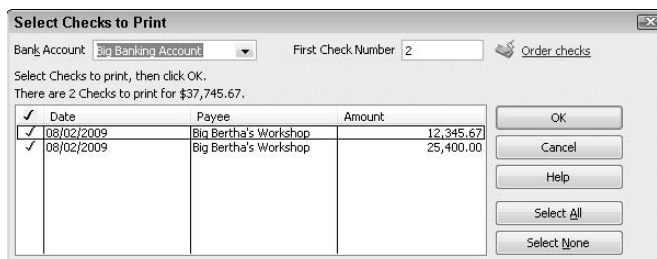 Select Checks to Print
Bank Account Big Banking Account First Check Number 2 Order checks
Select Checks to print, then click OK.
There are 2 Checks to print for $37,745.67.
✓ Date Payee Amount
✓ 08/02/2009 Big Bertha's Workshop 12,345.67
✓ 08/02/2009 Big Bertha's Workshop 25,400.00
OK
Cancel
Help
Select All
Select None